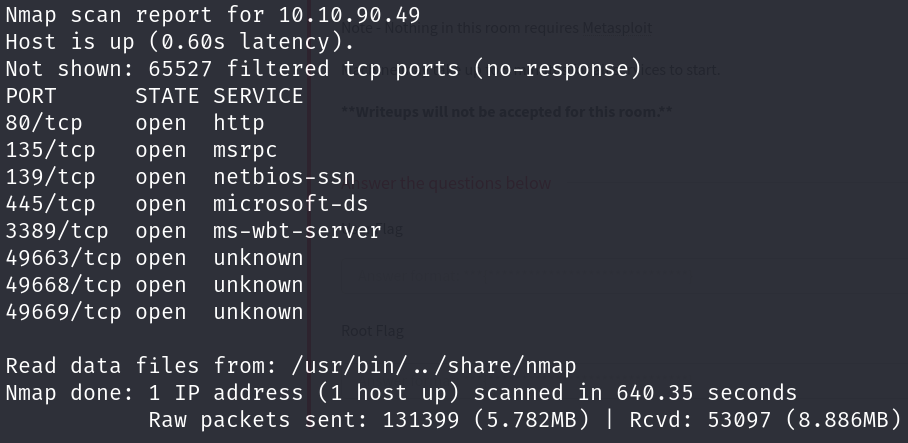 Nmap scan report for 10.10.90.49
Host is up (0.60s latency).
Note - Nothing in this room requires Metasploit
Not shown: 65527 filtered tcp ports (no-response)
to start.
PORT STATE SERVICE
**Writeups will not be accepted for this room.**
80/tcp open http
135/tcp open msrpc
139/tcp open netbios-ssn
Answer the questions below
445/tcp open microsoft-ds
3389/tcp open ms-wbt-server
Flag
49663/tcp open unknown
49668/tcp open unknown
49669/tcp open unknown
Root Flag
Read data files from: /usr/bin/../share/nmap
Nmap done: 1 IP address (1 host up) scanned in 640.35 seconds
Raw packets sent: 131399 (5.782MB) | Rcvd: 53097 (8.886MB)